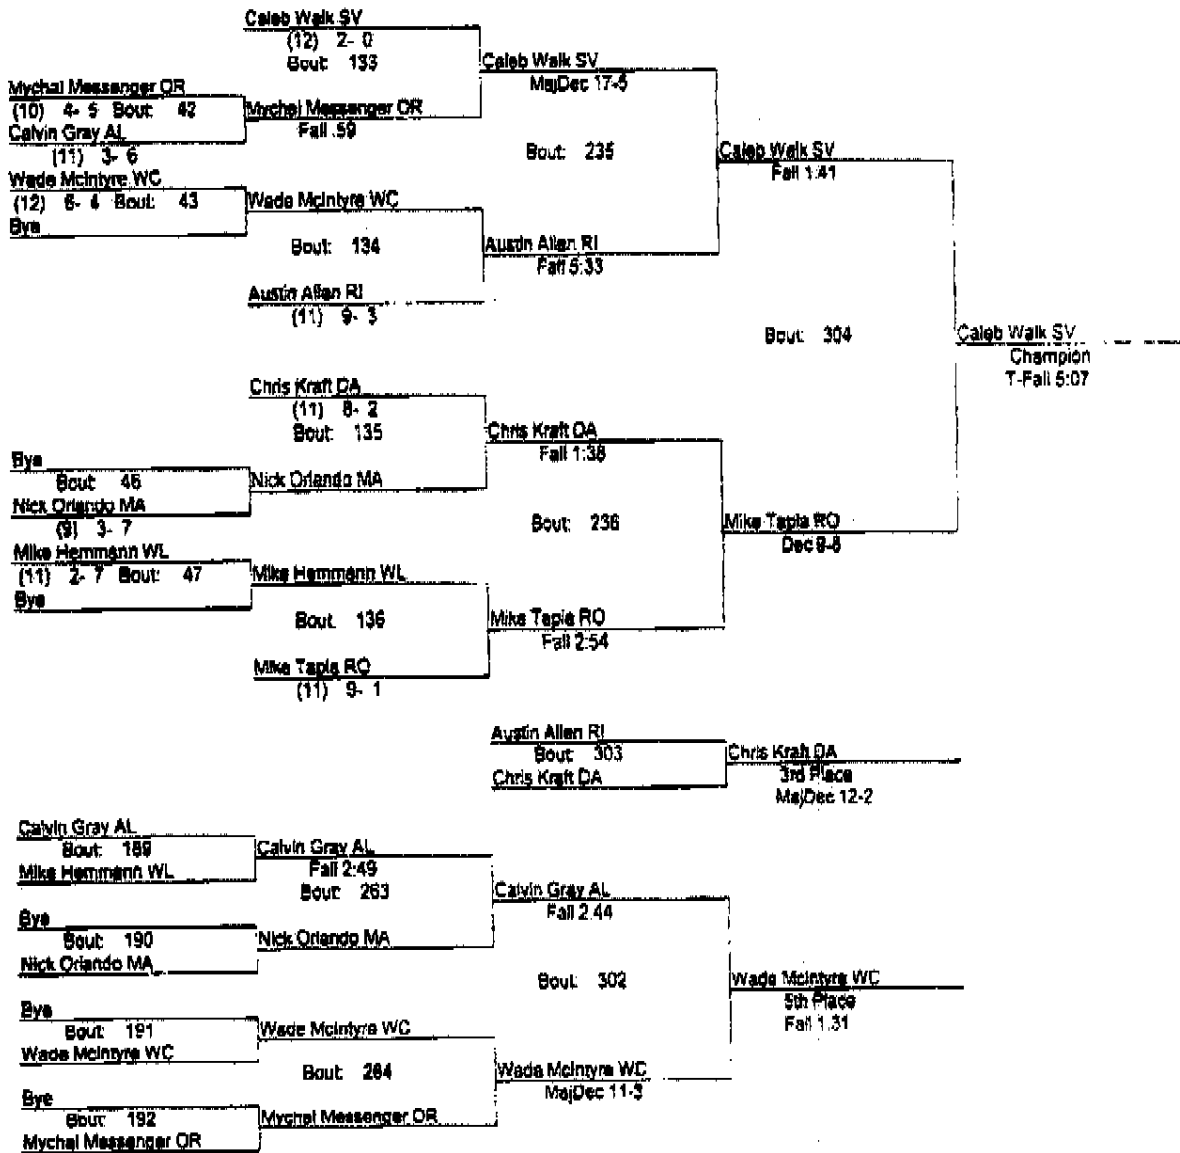 Caleb Walk SV
(12) 2- 0
Bout: 133
Caleb Walk SV
MajDec 17-5
Mychal Messenger OR
(10) 4- 5 Bout: 42
Mychal Messenger OR
Fall .59
Calvin Gray AL
(11) 3- 6
Bout: 235
Caleb Walk SV
Fall 1:41
Wade McIntyre WC
(12) 6- 4 Bout: 43
Wade McIntyre WC
Bye
Bout: 134
Austin Allen RI
Fall 5:33
Austin Allen RI
(11) 9- 3
Bout: 304
Caleb Walk SV
Champion
T-Fall 5:07
Chris Kraft DA
(11) 8- 2
Bout: 135
Chris Kraft DA
Fall 1:38
Bye
Bout: 46
Nick Orlando MA
Nick Orlando MA
(9) 3- 7
Bout: 236
Mike Tapia RO
Dec 9-8
Mike Hemmann WL
(11) 2- 7 Bout: 47
Mike Hemmann WL
Bye
Bout: 136
Mike Tapia RO
Fall 2:54
Mike Tapia RO
(11) 9- 1
Austin Allen RI
Bout: 303
Chris Kraft DA
Chris Kraft DA
3rd Place
MajDec 12-2
Calvin Gray AL
Bout: 189
Calvin Gray AL
Fall 2:49
Mike Hemmann WL
Bout: 263
Calvin Gray AL
Fall 2:44
Bye
Bout: 190
Nick Orlando MA
Nick Orlando MA
Bout: 302
Wade McIntyre WC
5th Place
Fall 1:31
Bye
Bout: 191
Wade McIntyre WC
Wade McIntyre WC
Bout: 264
Wade McIntyre WC
MajDec 11-3
Bye
Bout: 192
Mychal Messenger OR
Mychal Messenger OR